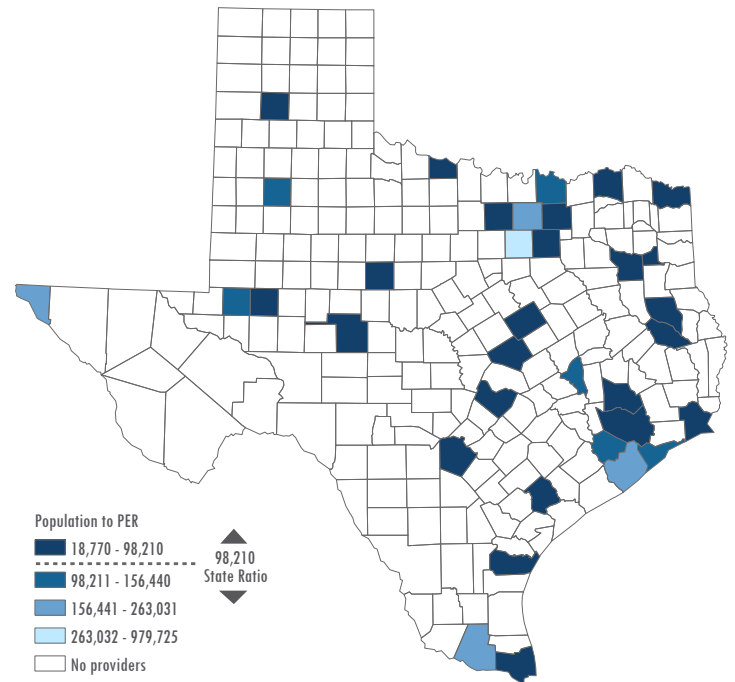 Population to PER
18,770 - 98,210
98,210
State Ratio
98,211 - 156,440
156,441 - 263,031
263,032 - 979,725
No providers